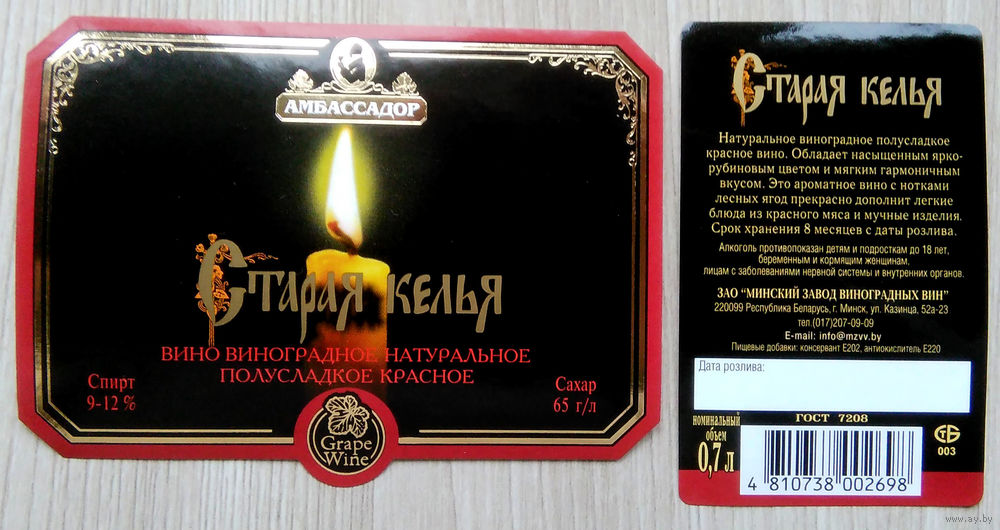 АМБАССАДОР
Старая келья
ВИНО ВИНОГРАДНОЕ НАТУРАЛЬНОЕ
ПОЛУСЛАДКОЕ КРАСНОЕ
Спирт
9-12 %
Сахар
65 г/л
Grape
Wine
Старая келья
Натуральное виноградное полусладкое
красное вино. Обладает насыщенным ярко-
рубиновым цветом и мягким гармоничным
вкусом. Это ароматное вино с нотками
лесных ягод прекрасно дополнит легкие
блюда из красного мяса и мучные изделия.
Срок хранения 8 месяцев с даты розлива.
Алкоголь противопоказан детям и подросткам до 18 лет,
беременным и кормящим женщинам,
лицам с заболеваниями нервной системы и внутренних органов.
ЗАО "МИНСКИЙ ЗАВОД ВИНОГРАДНЫХ ВИН"
220099 Республика Беларусь, г. Минск, ул. Казинца, 52а-23
тел.(017)207-09-09
E-mail: info@mzvv.by
Пищевые добавки: консервант Е202, антиокислитель Е220
Дата розлива:
ГОСТ 7208
номинальный
объем
0,7 л
СТБ
003
4 810738 002698
www.ay.by